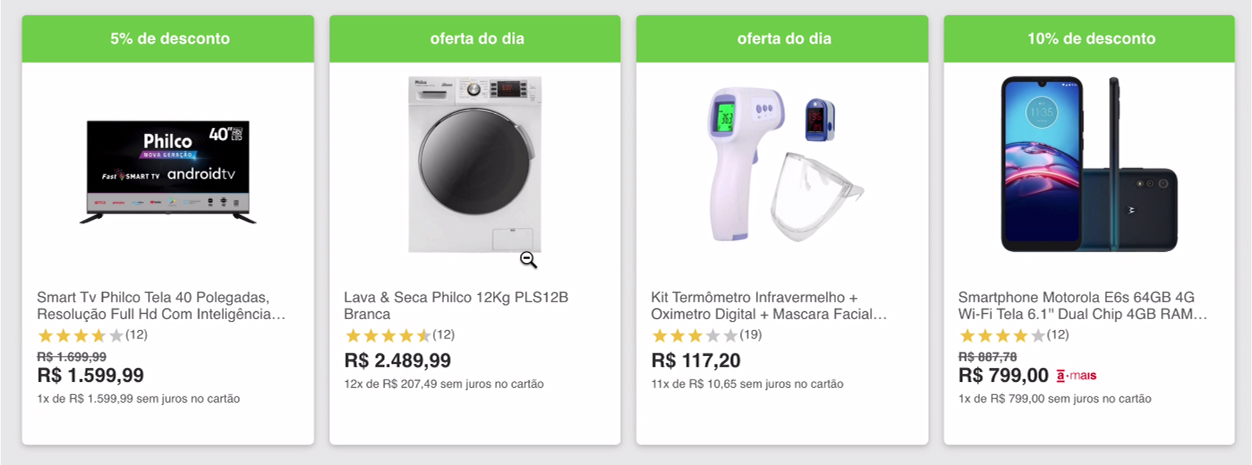 5% de desconto
Philco
40"
NOVA GERAÇÃO
Fast SMART TV androidtv
Smart Tv Philco Tela 40 Polegadas,
Resolução Full Hd Com Inteligência…
(12)
R$ 1.699,99
R$ 1.599,99
1x de R$ 1.599,99 sem juros no cartão
oferta do dia
Philco
Lava & Seca Philco 12Kg PLS12B
Branca
(12)
R$ 2.489,99
12x de R$ 207,49 sem juros no cartão
oferta do dia
Kit Termômetro Infravermelho +
Oximetro Digital + Mascara Facial…
(19)
R$ 117,20
11x de R$ 10,65 sem juros no cartão
10% de desconto
11:35
Smartphone Motorola E6s 64GB 4G
Wi-Fi Tela 6.1" Dual Chip 4GB RAM…
(12)
R$ 887,78
R$ 799,00 a.mais
1x de R$ 799,00 sem juros no cartão